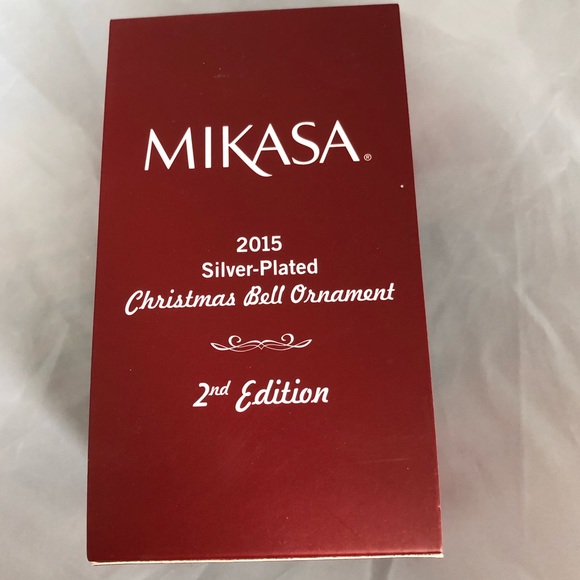 MIKASA®
2015
Silver-Plated
Christmas Bell Ornament
2nd Edition